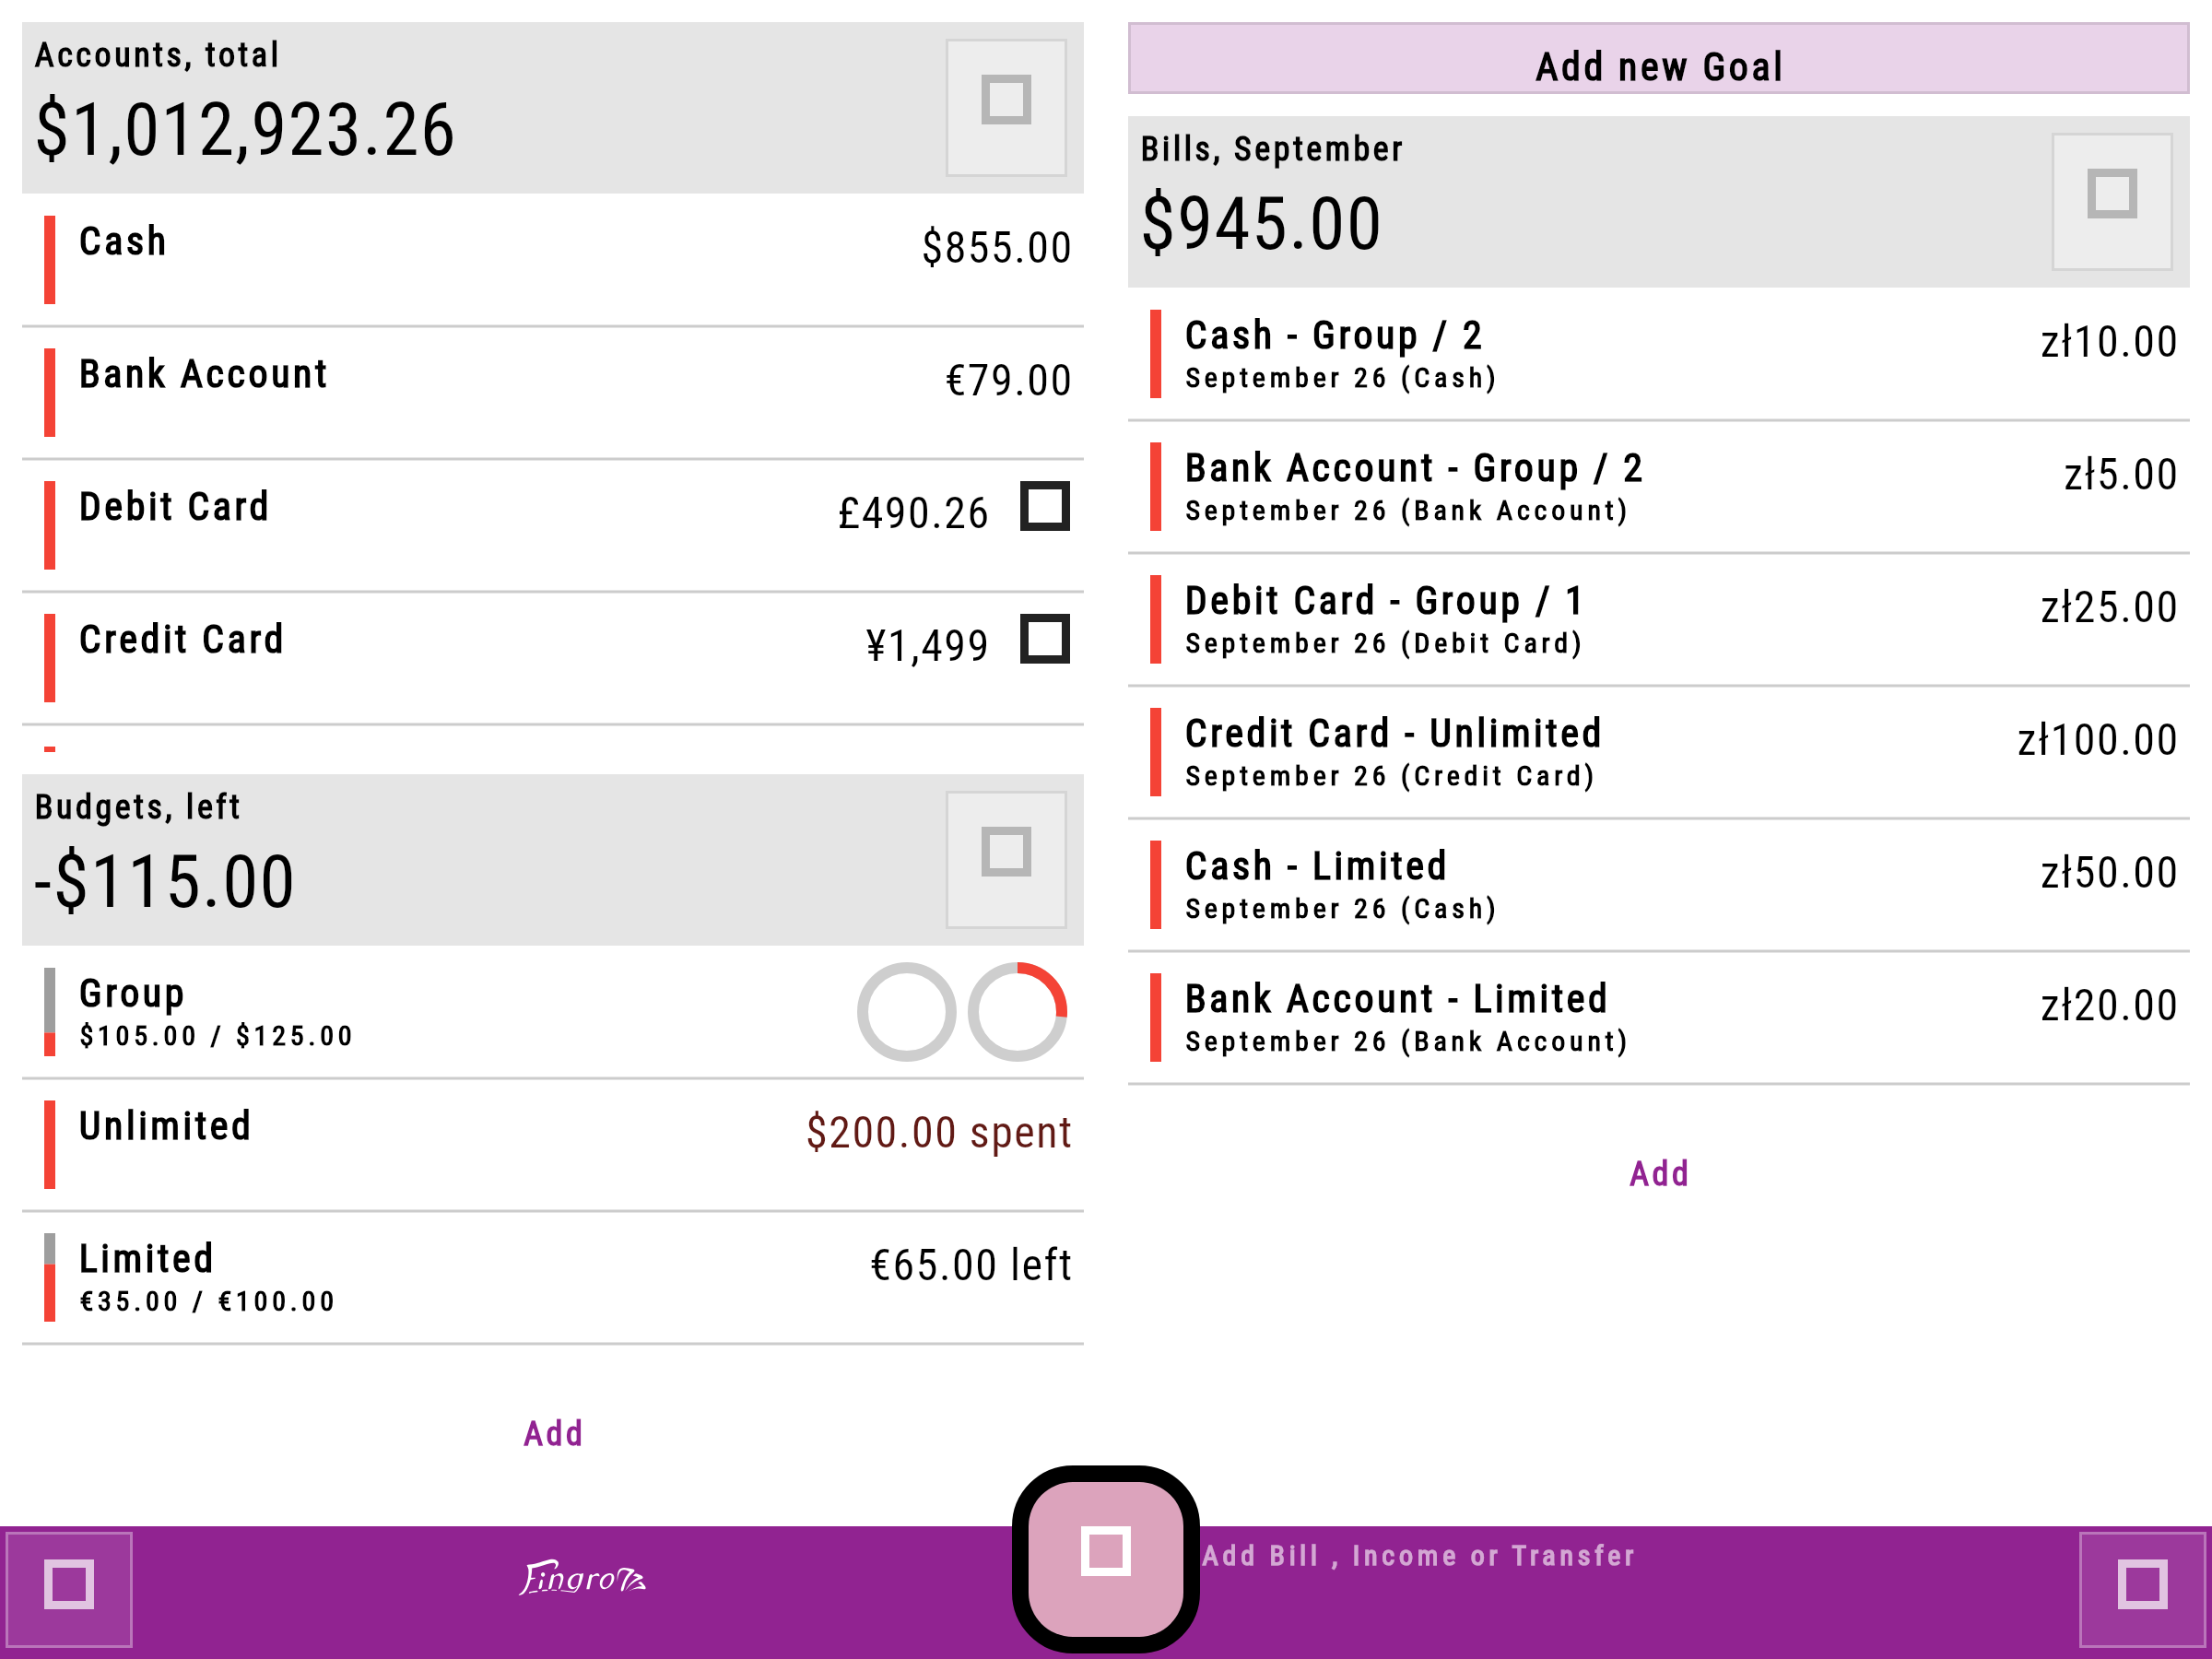 Accounts, total
$1,012,923.26
Cash
$855.00
Bank Account
€79.00
Debit Card
£490.26
Credit Card
¥1,499
Budgets, left
-$115.00
Group
$105.00 / $125.00
Unlimited
$200.00 spent
Limited
€35.00 / €100.00
€65.00 left
Add
Add new Goal
Bills, September
$945.00
Cash - Group / 2
September 26 (Cash)
zł10.00
Bank Account - Group / 2
September 26 (Bank Account)
zł5.00
Debit Card - Group / 1
September 26 (Debit Card)
zł25.00
Credit Card - Unlimited
September 26 (Credit Card)
zł100.00
Cash - Limited
September 26 (Cash)
zł50.00
Bank Account - Limited
September 26 (Bank Account)
zł20.00
Add
Fingro
Add Bill , Income or Transfer